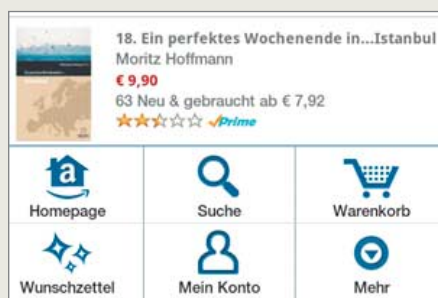 18. Ein perfektes Wochenende in...Istanbul
Moritz Hoffmann
€ 9,90
63 Neu & gebraucht ab € 7,92
Prime
a
Homepage
Suche
Warenkorb
Wunschzettel
Mein Konto
Mehr